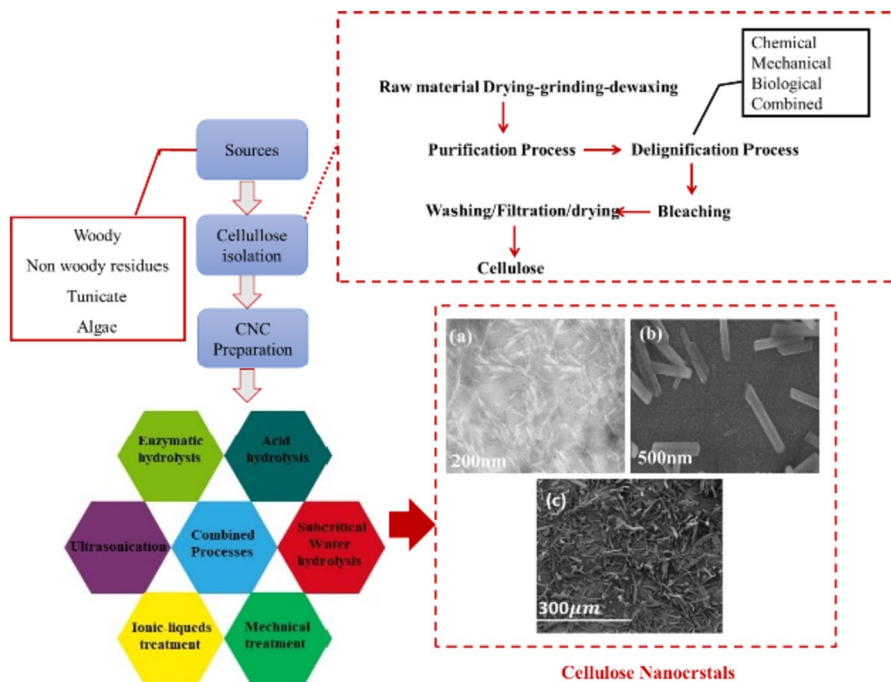 Chemical
Mechanical
Biological
Combined
Raw material Drying-grinding-dewaxing
Purification Process
Delignification Process
Washing/Filtration/drying
Bleaching
Cellulose
Sources
Woody
Non woody residues
Tunicate
Algae
Cellullose
isolation
CNC
Preparation
Enzymatic
hydrolysis
Acid
hydrolysis
Ultrasonication
Combined
Processes
Subcritical
Water
hydrolysis
Ionic-liqueds
treatment
Mechnical
treatment
(a)
200nm
(b)
500nm
(c)
300μm
Cellulose Nanocrstals